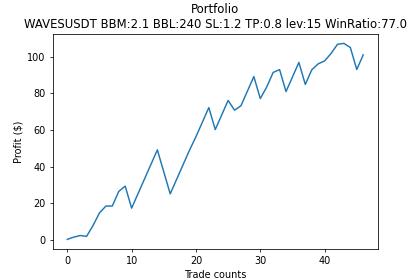 Portfolio
WAVESUSDT BBM:2.1 BBL:240 SL:1.2 TP:0.8 lev:15 WinRatio:77.0
100
80
60
40
20
0
Profit ($)
0 10 20 30 40
Trade counts